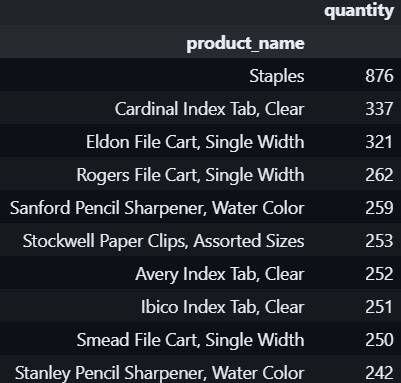 quantity
product_name
Staples 876
Cardinal Index Tab, Clear 337
Eldon File Cart, Single Width 321
Rogers File Cart, Single Width 262
Sanford Pencil Sharpener, Water Color 259
Stockwell Paper Clips, Assorted Sizes 253
Avery Index Tab, Clear 252
Ibico Index Tab, Clear 251
Smead File Cart, Single Width 250
Stanley Pencil Sharpener, Water Color 242